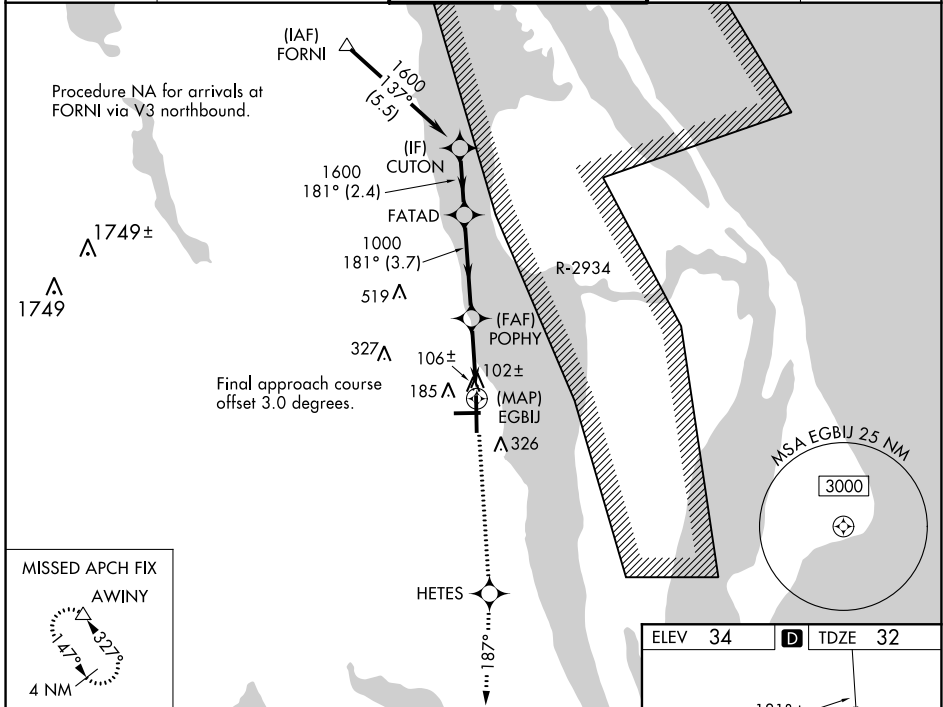 (IAF)
FORNI
1600
137°
(5.5)
Procedure NA for arrivals at
FORNI via V3 northbound.
(IF)
CUTON
1600
181° (2.4)
FATAD
1749±
1000
181° (3.7)
R-2934
519
1749
(FAF)
POPHY
327
106±
102±
Final approach course
offset 3.0 degrees.
185
(MAP)
EGBIJ
326
MSA EGBIJ 25 NM
3000
MISSED APCH FIX
AWINY
327°
147°
4 NM
HETES
187°
ELEV 34
D
TDZE 32